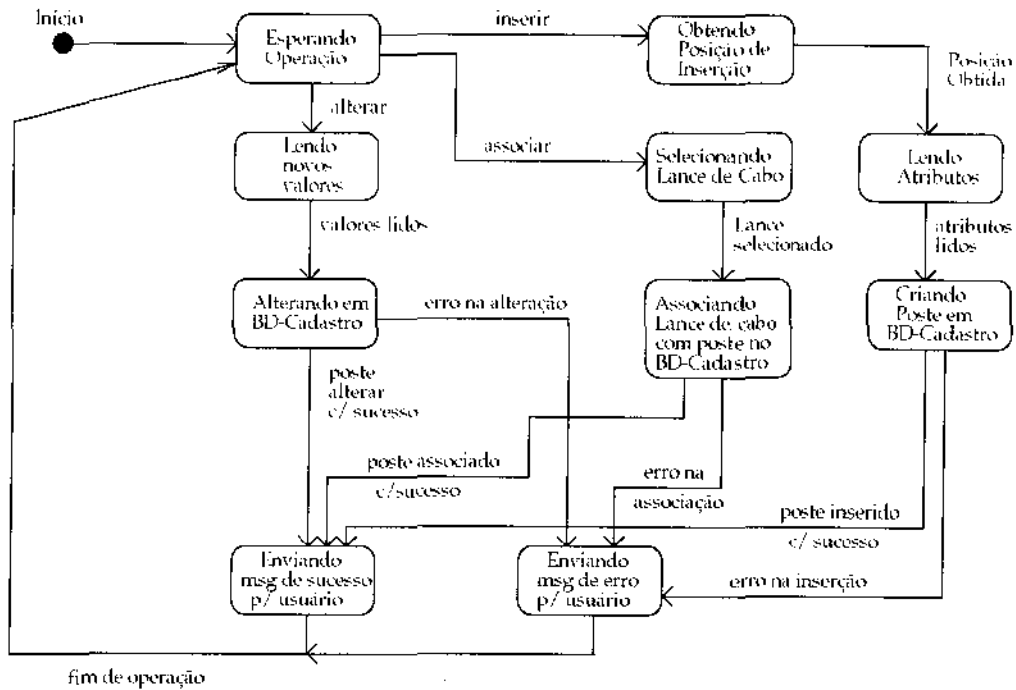 Início
Esperando
Operação
inserir
Obtendo
Posição de
Inserção
Posição
Obtida
alterar
associar
Lendo
novos
valores
Selecionando
Lance de Cabo
Lendo
Atributos
valores lidos
Lance
selecionado
atributos
lidos
Alterando em
BD-Cadastro
erro na alteração
Associando
Lance de cabo
com poste no
BD-Cadastro
Criando
Poste em
BD-Cadastro
poste
alterar
c/ sucesso
poste associado
c/sucesso
erro na
associação
poste inserido
c/ sucesso
Enviando
msg de sucesso
p/ usuário
Enviando
msg de erro
p/ usuário
erro na inserção
fim de operação